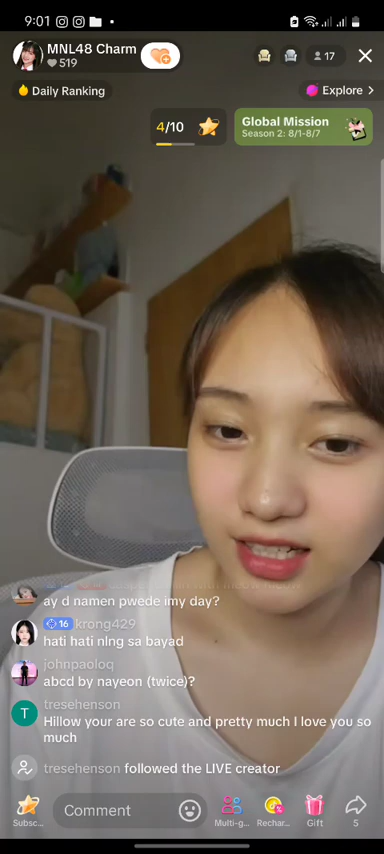 9:01
MNL48 Charm
519
17
Daily Ranking
Explore >
4/10
Global Mission
Season 2: 8/1-8/7
ay d namen pwede imy day?
16 krong429
hati hati nlng sa bayad
johnpaoloq
abcd by nayeon (twice)?
T
tresehenson
Hillow your are so cute and pretty much I love you so
much
tresehenson followed the LIVE creator
Comment
Subsc...
Multi-g...
Rechar...
Gift
5